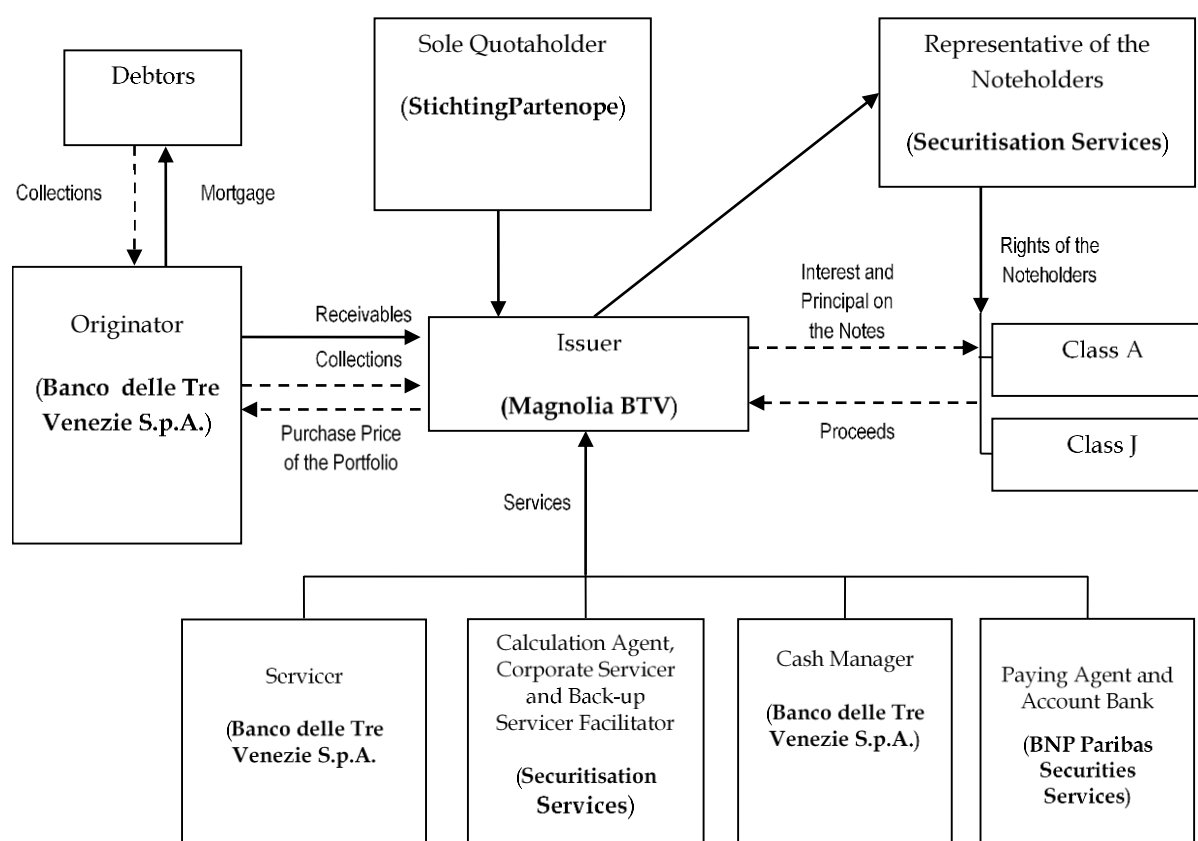 Debtors
Sole Quotaholder
(StichtingPartenope)
Representative of the
Noteholders
(Securitisation Services)
Collections
Mortgage
Rights of the
Noteholders
Originator
(Banco delle Tre
Venezie S.p.A.)
Receivables
Collections
Purchase Price
of the Portfolio
Issuer
(Magnolia BTV)
Interest and
Principal on
the Notes
Proceeds
Class A
Class J
Services
Servicer
(Banco delle Tre
Venezie S.p.A.
Calculation Agent,
Corporate Servicer
and Back-up
Servicer Facilitator
(Securitisation
Services)
Cash Manager
(Banco delle Tre
Venezie S.p.A.)
Paying Agent and
Account Bank
(BNP Paribas
Securities
Services)